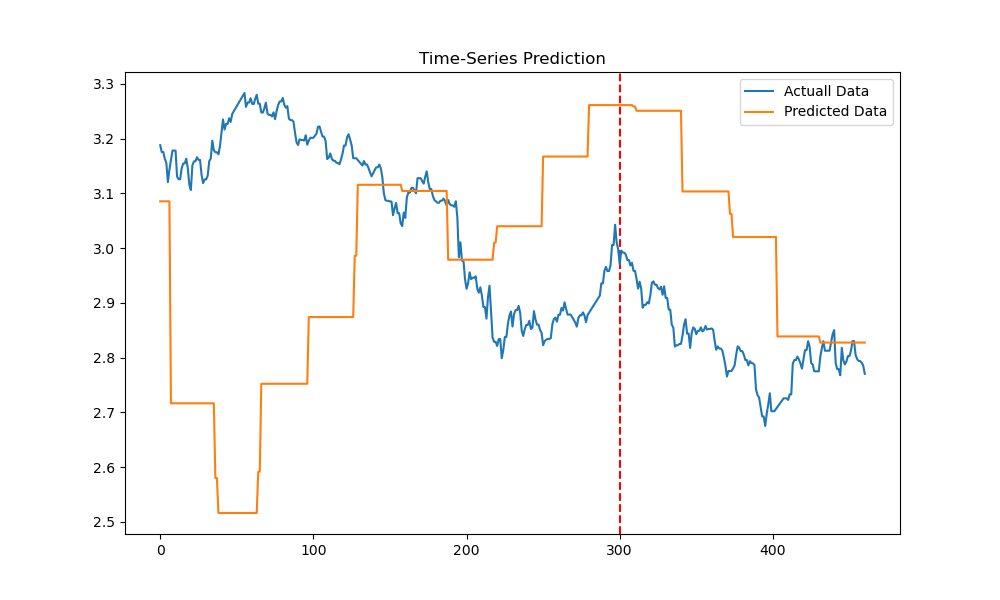 Time-Series Prediction
Actuall Data
Predicted Data
3.3
3.2
3.1
3.0
2.9
2.8
2.7
2.6
2.5
0 100 200 300 400